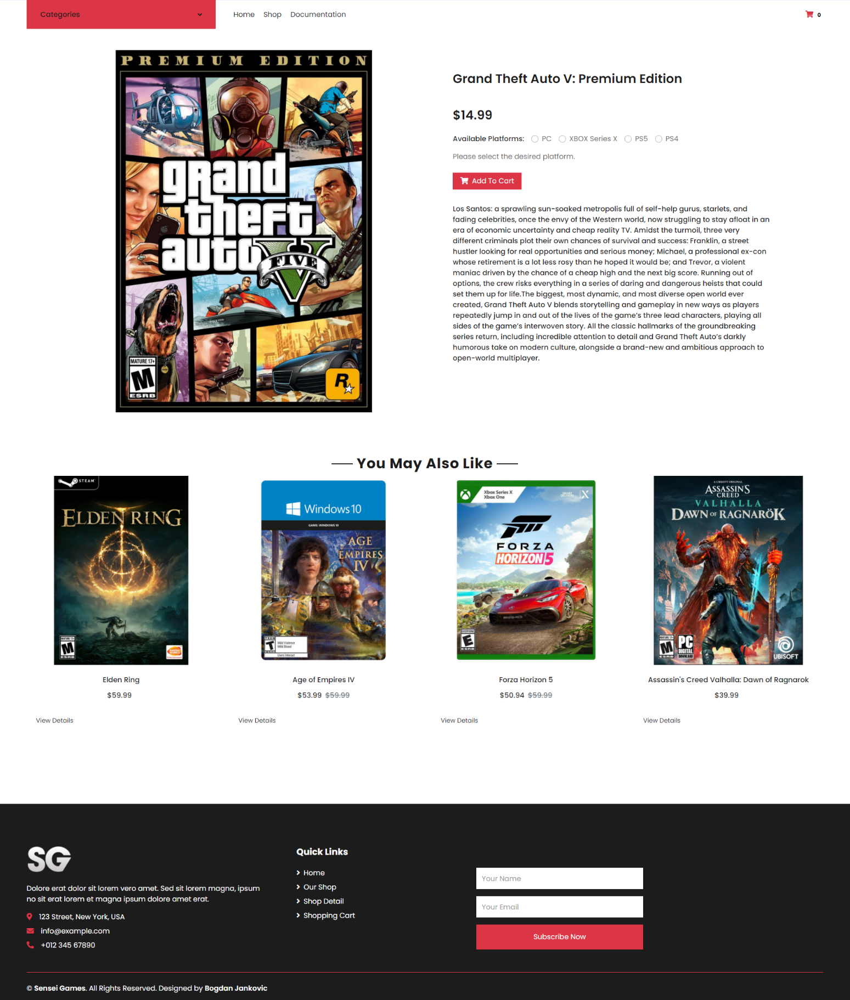 Categories
Home Shop Documentation
0
PREMIUM EDITION
grand
theft
auto
FIVE
MATURE 17+
M
ESRB
R
Grand Theft Auto V: Premium Edition
$14.99
Available Platforms: PC XBOX Series X PS5 PS4
Please select the desired platform.
Add To Cart
Los Santos: a sprawling sun-soaked metropolis full of self-help gurus, starlets, and
fading celebrities, once the envy of the Western world, now struggling to stay afloat in an
era of economic uncertainty and cheap reality TV. Amidst the turmoil, three very
different criminals plot their own chances of survival and success: Franklin, a street
hustler looking for real opportunities and serious money; Michael, a professional ex-con
whose retirement is a lot less rosy than he hoped it would be; and Trevor, a violent
maniac driven by the chance of a cheap high and the next big score. Running out of
options, the crew risks everything in a series of daring and dangerous heists that could
set them up for life.The biggest, most dynamic, and most diverse open world ever
created, Grand Theft Auto V blends storytelling and gameplay in new ways as players
repeatedly jump in and out of the lives of the game's three lead characters, playing all
sides of the game's interwoven story. All the classic hallmarks of the groundbreaking
series return, including incredible attention to detail and Grand Theft Auto's darkly
humorous take on modern culture, alongside a brand-new and ambitious approach to
open-world multiplayer.
You May Also Like
STEAM
ELDEN RING
MATURE 17+
M
ESRB
Windows 10
GAME: WINDOWS 10
AGE
OF
EMPIRES
IV
TEEN
T
ESRB
Mild Violence
Mild Blood
Users Interact
Xbox Series X
Xbox One
FORZA
HORIZON 5
EVERYONE
E
ESRB
A UBISOFT ORIGINAL
ASSASSIN'S
CREED
VALHALLA
DAWN OF RAGNARÖK
MATURE 17+
M
ESRB
PC
DIGITAL
DOWNLOAD
UBISOFT
Elden Ring
$59.99
View Details
Age of Empires IV
$53.99 $59.99
View Details
Forza Horizon 5
$50.94 $59.99
View Details
Assassin's Creed Valhalla: Dawn of Ragnarok
$39.99
View Details
SG
Dolore erat dolor sit lorem vero amet. Sed sit lorem magna, ipsum
no sit erat lorem et magna ipsum dolore amet erat.
123 Street, New York, USA
info@example.com
+012 345 67890
Quick Links
Home
Our Shop
Shop Detail
Shopping Cart
Your Name
Your Email
Subscribe Now
© Sensei Games. All Rights Reserved. Designed by Bogdan Jankovic